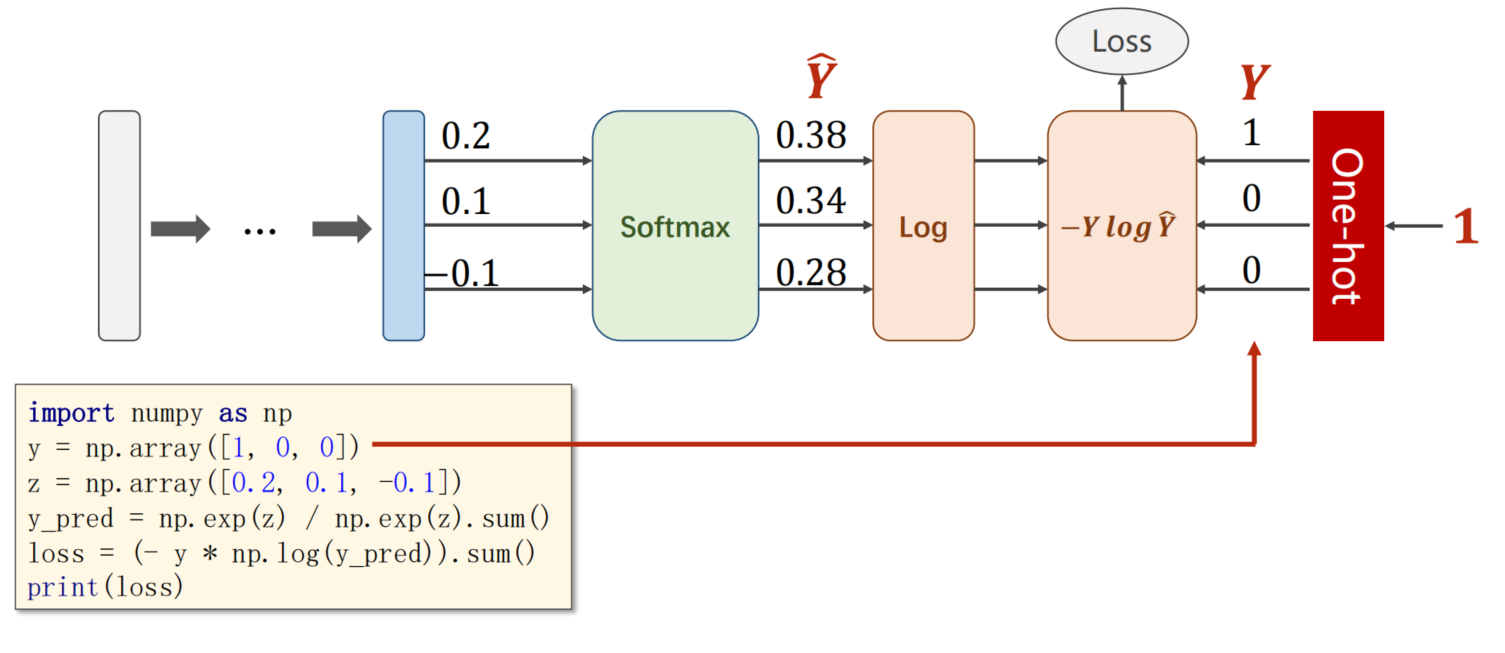 Loss
Ŷ
Y
0.2
0.38
1
0.1
0.34
0
−0.1
0.28
0
Softmax
Log
−Y log Ŷ
One-hot
1
...
import numpy as np
y = np.array([1, 0, 0])
z = np.array([0.2, 0.1, -0.1])
y_pred = np.exp(z) / np.exp(z).sum()
loss = (- y * np.log(y_pred)).sum()
print(loss)